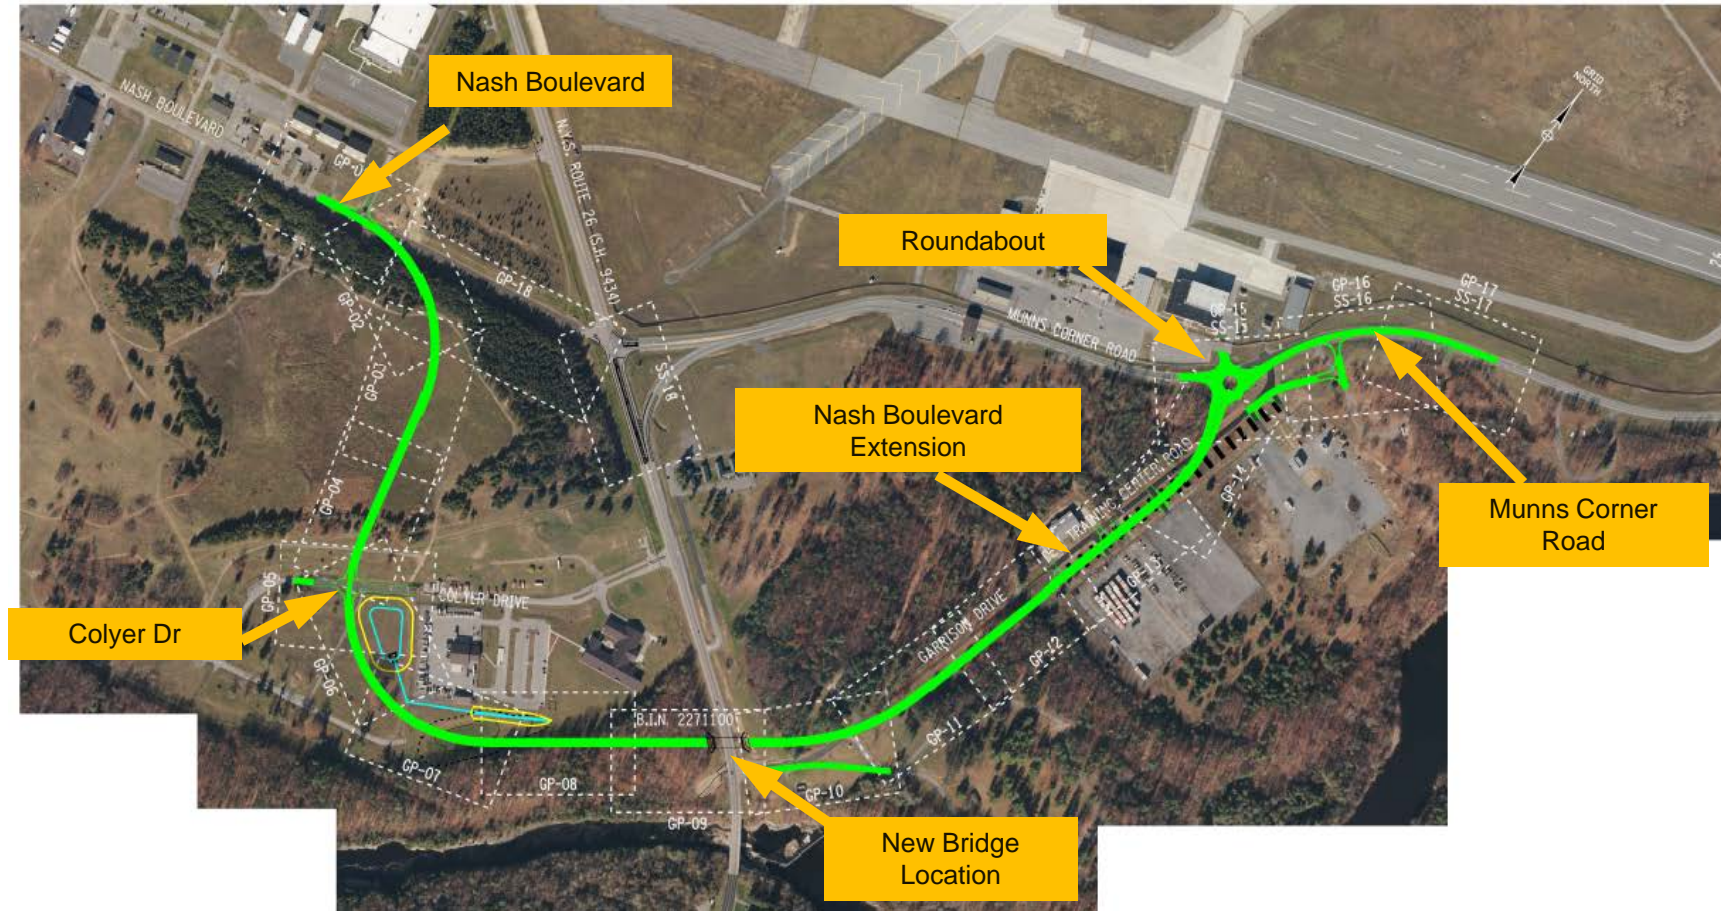 Nash Boulevard
NASH BOULEVARD
GRID
NORTH
N.Y.S. ROUTE 26 (S.H. 9434)
Roundabout
GP-18
GP-02
GP-15
SS-15
GP-16
SS-16
GP-17
SS-17
MUNNS CORNER ROAD
GP-03
SS-18
Nash Boulevard
Extension
Munns Corner
Road
TRAINING CENTER ROAD
GP-04
GP-05
COLYER DRIVE
GP-13
Colyer Dr
GARRISON DRIVE
GP-12
GP-06
B.I.N. 2271100
GP-11
GP-07
GP-08
GP-10
GP-09
New Bridge
Location